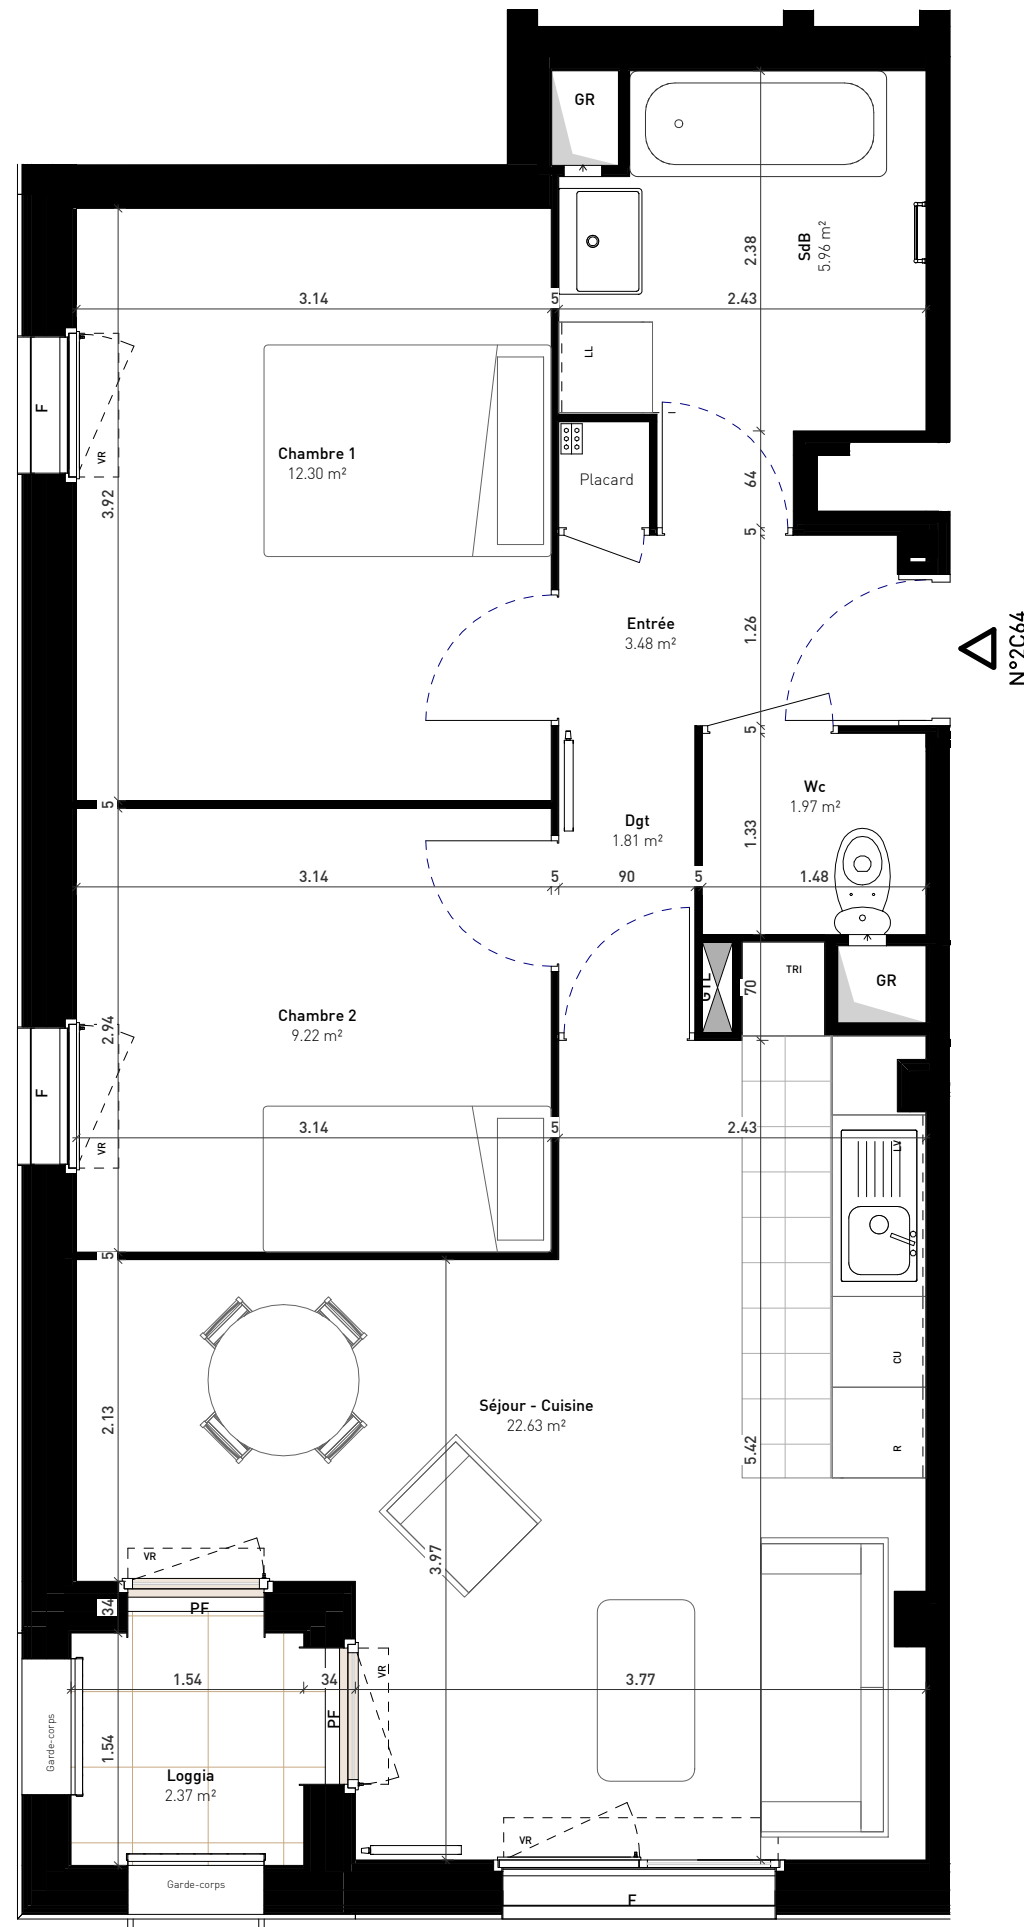 GR
2.38
SdB
5.96 m²
3.14
5
2.43
LL
F
VR
Chambre 1
12.30 m²
Placard
64
3.92
5
Entrée
3.48 m²
1.26
N°2C64
5
5
Wc
1.97 m²
Dgt
1.81 m²
1.33
3.14
5
90
5
1.48
GTL
70
TRI
GR
Chambre 2
9.22 m²
2.94
F
VR
3.14
5
2.43
LV
5
CU
2.13
Séjour - Cuisine
22.63 m²
5.42
R
3.97
VR
34
PF
1.54
34
3.77
VR
PF
Garde-corps
1.54
Loggia
2.37 m²
VR
Garde-corps
F